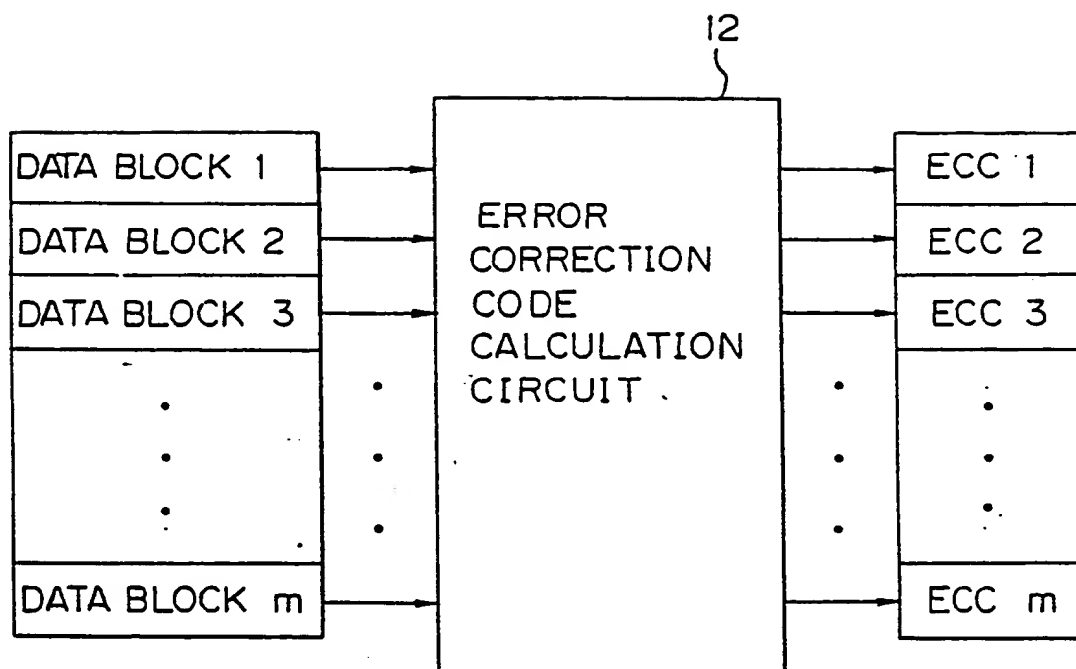 12
DATA BLOCK 1
DATA BLOCK 2
DATA BLOCK 3
DATA BLOCK m
ERROR
CORRECTION
CODE
CALCULATION
CIRCUIT
ECC 1
ECC 2
ECC 3
ECC m